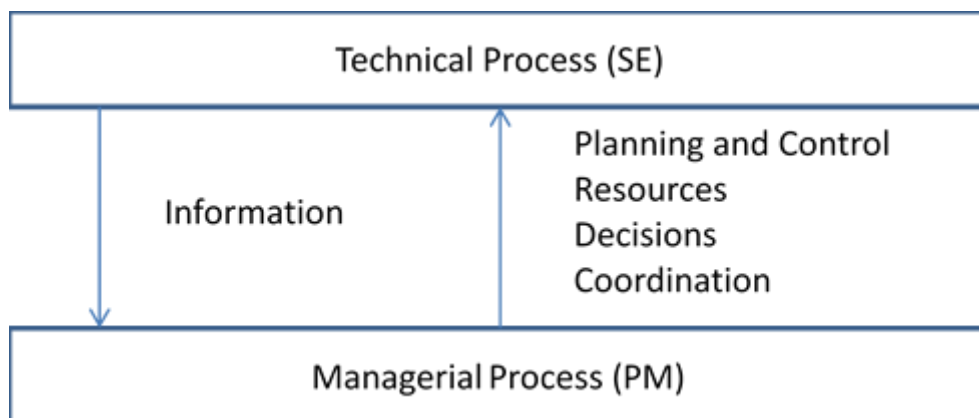 Technical Process (SE)
Information
Planning and Control
Resources
Decisions
Coordination
Managerial Process (PM)